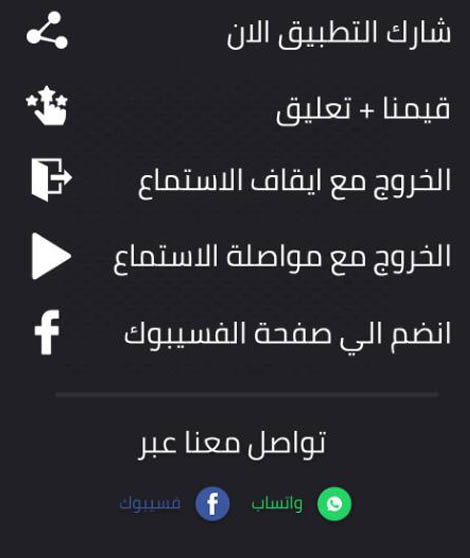 شارك التطبيق الان
قيمنا + تعليق
الخروج مع ايقاف الاستماع
الخروج مع مواصلة الاستماع
انضم الي صفحة الفسيبوك
تواصل معنا عبر
واتساب فسيبوك